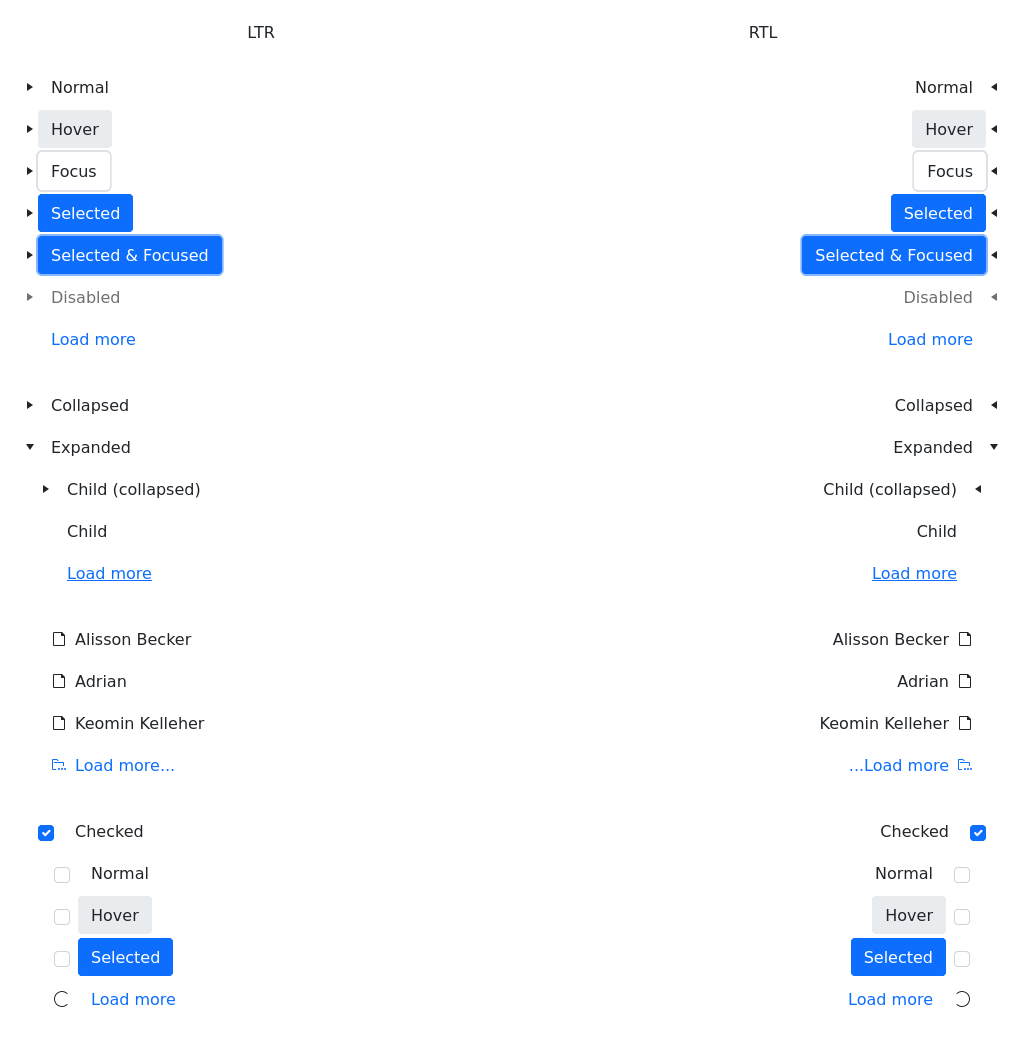 LTR
Normal
Hover
Focus
Selected
Selected & Focused
Disabled
Load more
Collapsed
Expanded
Child (collapsed)
Child
Load more
Alisson Becker
Adrian
Keomin Kelleher
Load more...
Checked
Normal
Hover
Selected
Load more
RTL
Normal
Hover
Focus
Selected
Selected & Focused
Disabled
Load more
Collapsed
Expanded
Child (collapsed)
Child
Load more
Alisson Becker
Adrian
Keomin Kelleher
...Load more
Checked
Normal
Hover
Selected
Load more